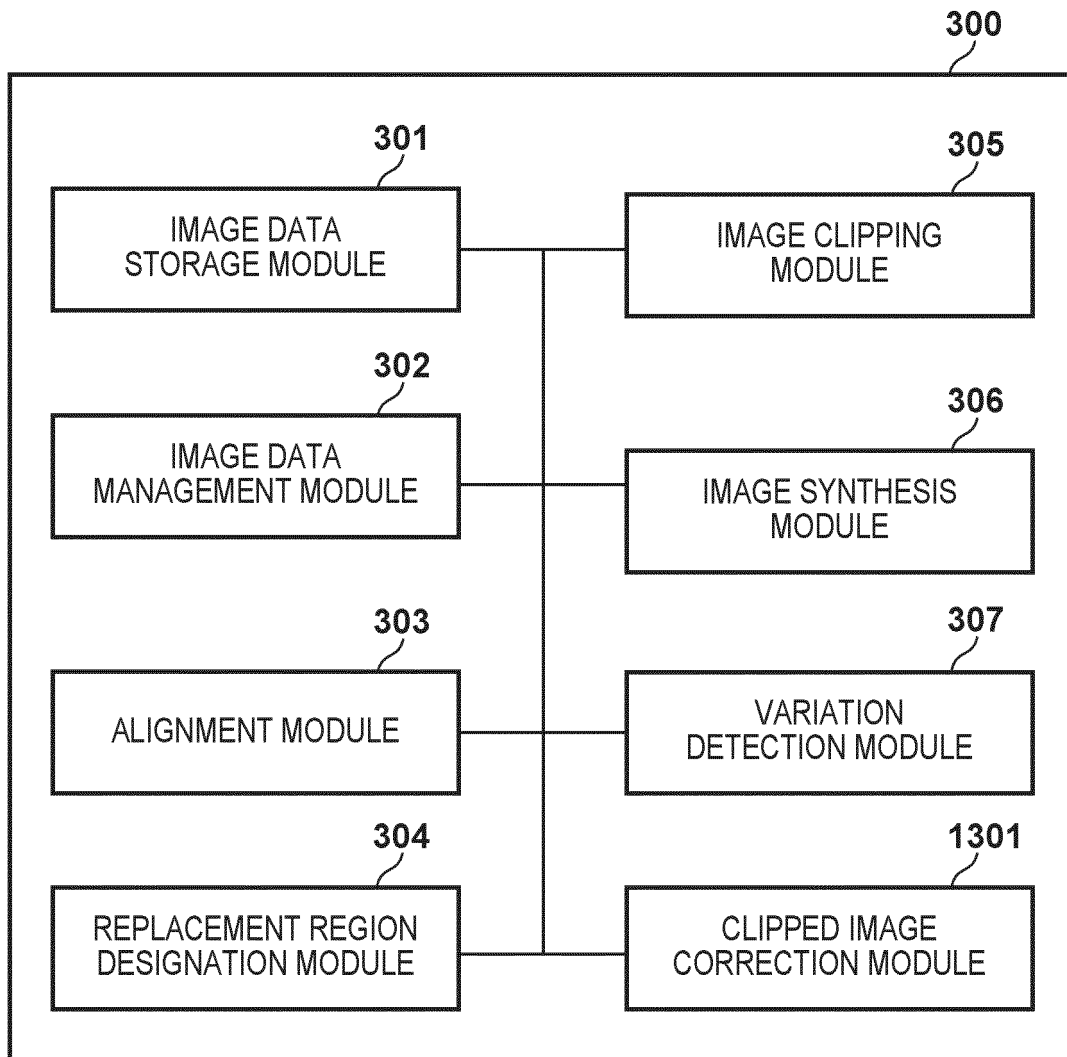 300
301
IMAGE DATA
STORAGE MODULE
305
IMAGE CLIPPING
MODULE
302
IMAGE DATA
MANAGEMENT MODULE
306
IMAGE SYNTHESIS
MODULE
303
ALIGNMENT MODULE
307
VARIATION
DETECTION MODULE
304
REPLACEMENT REGION
DESIGNATION MODULE
1301
CLIPPED IMAGE
CORRECTION MODULE